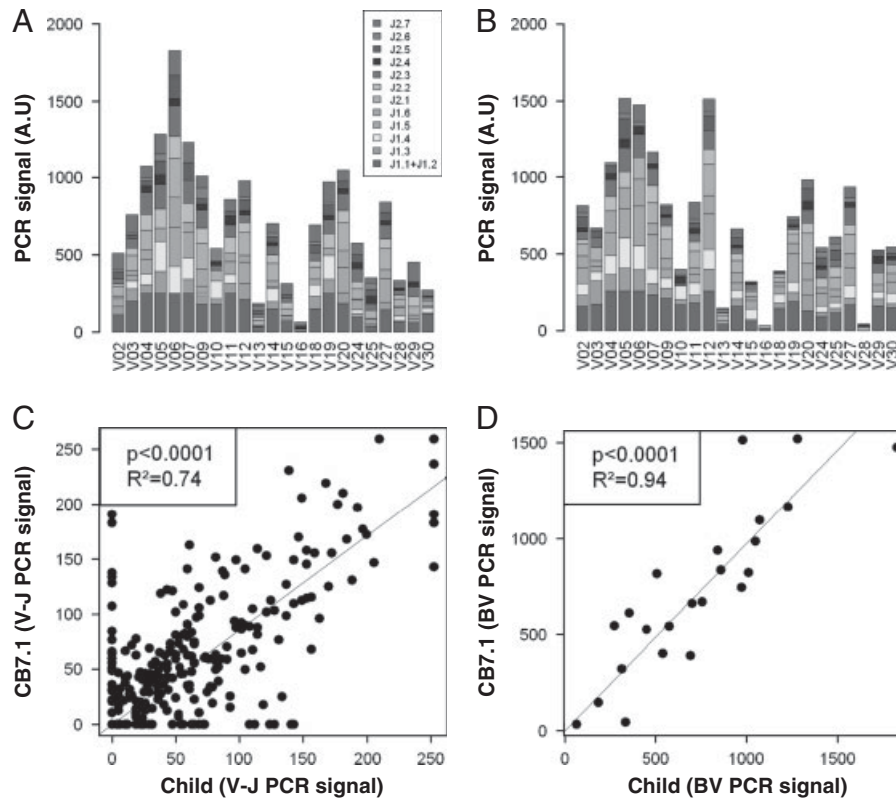 A
PCR signal (A.U)
2000
1500
1000
500
0
J2.7
J2.6
J2.5
J2.4
J2.3
J2.2
J2.1
J1.6
J1.5
J1.4
J1.3
J1.1+J1.2
V02 V03 V04 V05 V06 V07 V09 V10 V11 V12 V13 V14 V15 V16 V18 V19 V20 V24 V25 V27 V28 V29 V30
B
PCR signal (A.U)
2000
1500
1000
500
0
V02 V03 V04 V05 V06 V07 V09 V10 V11 V12 V13 V14 V15 V16 V18 V19 V20 V24 V25 V27 V28 V29 V30
C
CB7.1 (V-J PCR signal)
250
200
150
100
50
0
p<0.0001
R²=0.74
0 50 100 150 200 250
Child (V-J PCR signal)
D
CB7.1 (BV PCR signal)
1500
1000
500
0
p<0.0001
R²=0.94
0 500 1000 1500
Child (BV PCR signal)